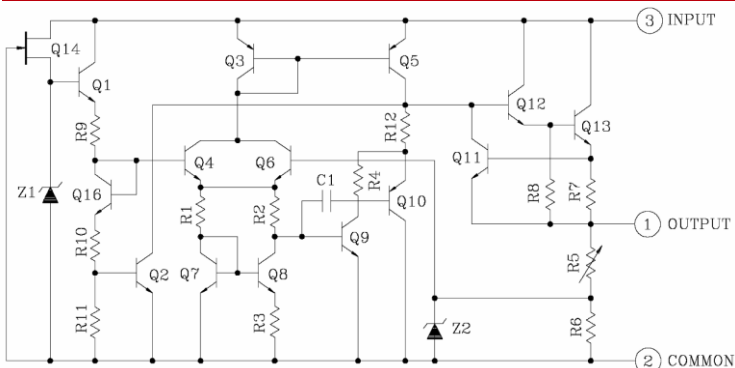 3 INPUT
Q14
Q3
Q5
Q1
Q12
Q13
R9
R12
Q11
Q4
Q6
R4
Z1
Q16
C1
R8
R7
R1
R2
Q10
1 OUTPUT
R10
Q9
Q2
Q7
Q8
R5
R11
R3
Z2
R6
2 COMMON